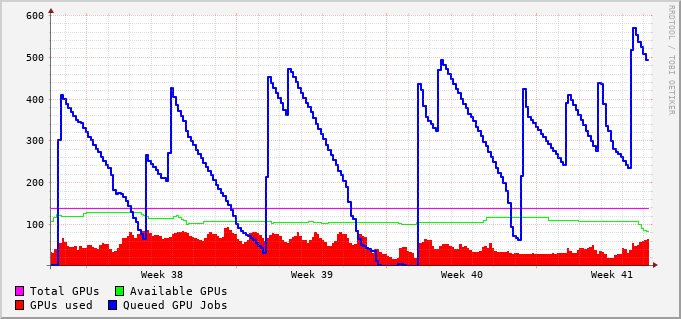 600
500
400
300
200
100
Week 38 Week 39 Week 40 Week 41
Total GPUs Available GPUs
GPUs used Queued GPU Jobs
RRDTOOL / TOBI OETIKER